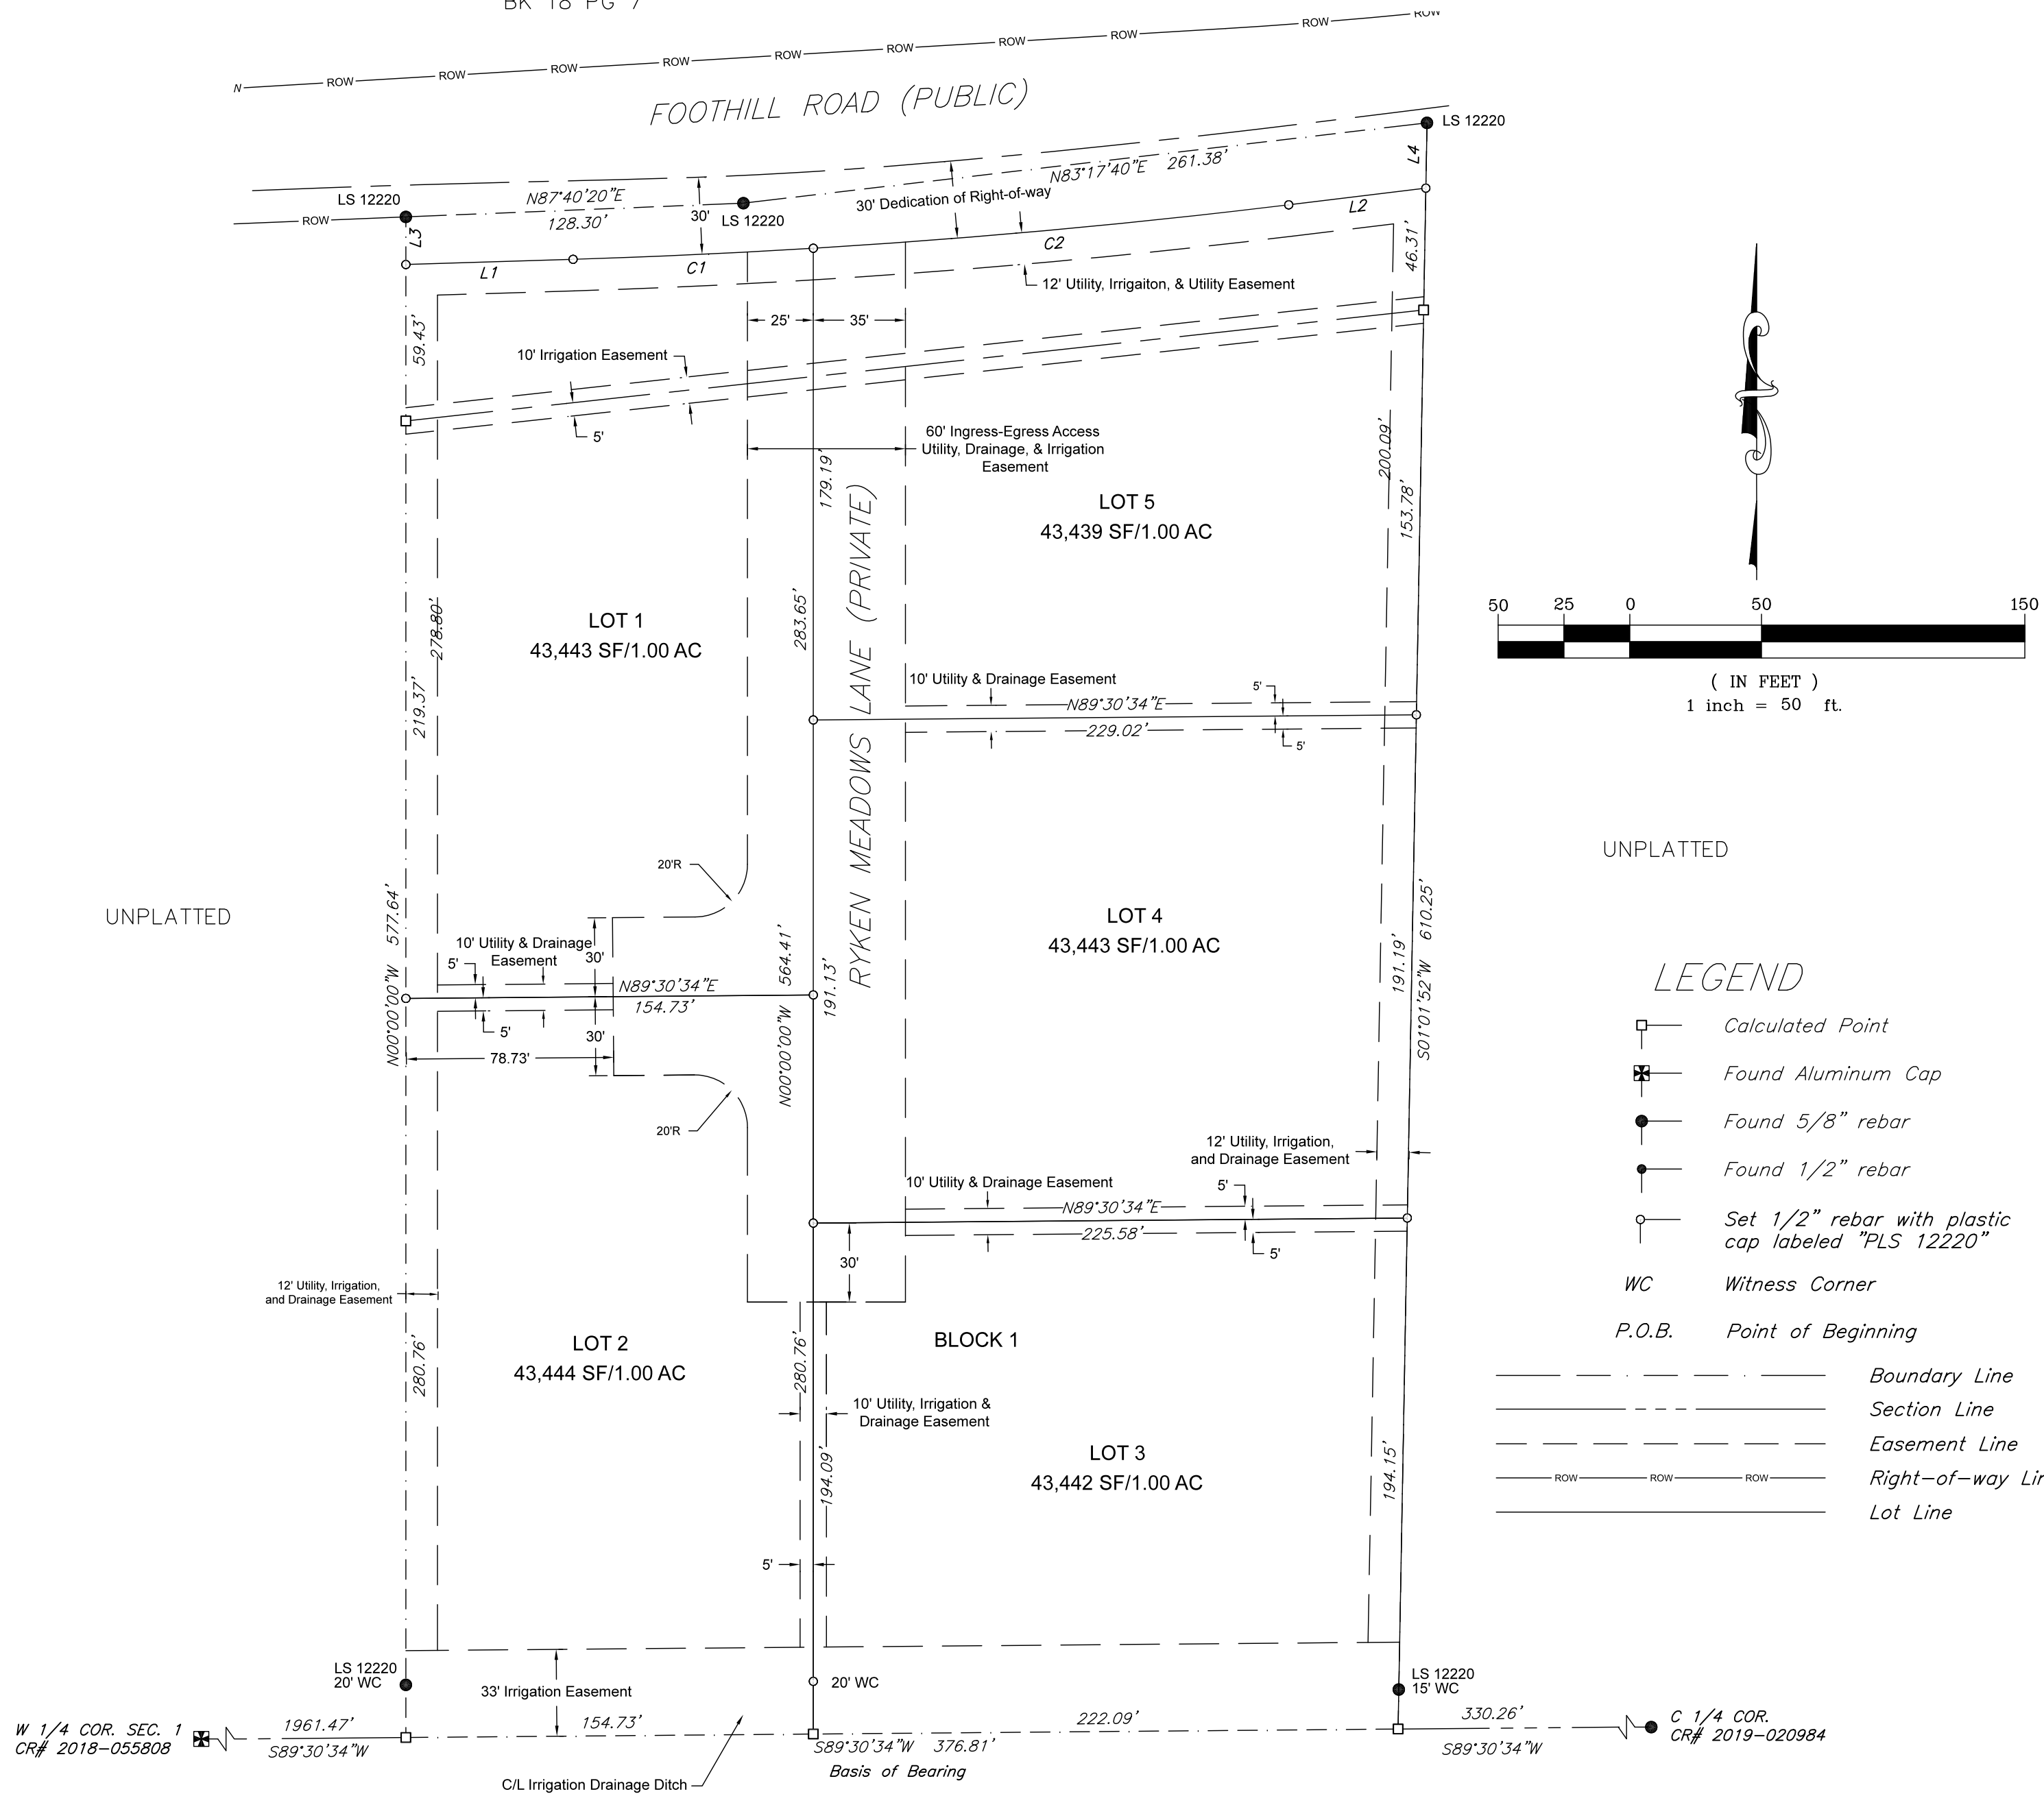 BK 18 PG 7
N ROW ROW ROW ROW ROW ROW ROW ROW ROW ROW ROW
FOOTHILL ROAD (PUBLIC)
LS 12220
L4
N83°17'40"E 261.38'
30' Dedication of Right-of-way
LS 12220
N87°40'20"E
128.30'
30'
LS 12220
ROW
L3
L1
C1
C2
L2
46.31'
12' Utility, Irrigaiton, & Utility Easement
25'
35'
59.43'
10' Irrigation Easement
5'
60' Ingress-Egress Access
Utility, Drainage, & Irrigation
Easement
179.19'
200.09'
153.78'
LOT 5
43,439 SF/1.00 AC
RYKEN MEADOWS LANE (PRIVATE)
278.80'
LOT 1
43,443 SF/1.00 AC
283.65'
219.37'
10' Utility & Drainage Easement
5'
N89°30'34"E
229.02'
5'
50 25 0 50 150
( IN FEET )
1 inch = 50 ft.
UNPLATTED
UNPLATTED
20'R
N00°00'00"W 577.64'
10' Utility & Drainage
Easement
5'
30'
N89°30'34"E
154.73'
5'
30'
78.73'
20'R
N00°00'00"W 564.41'
191.13'
LOT 4
43,443 SF/1.00 AC
191.19'
S01°01'52"W 610.25'
12' Utility, Irrigation,
and Drainage Easement
10' Utility & Drainage Easement
5'
N89°30'34"E
225.58'
5'
30'
12' Utility, Irrigation,
and Drainage Easement
280.76'
LOT 2
43,444 SF/1.00 AC
280.76'
BLOCK 1
10' Utility, Irrigation &
Drainage Easement
194.09'
LOT 3
43,442 SF/1.00 AC
194.15'
5'
LS 12220
20' WC
33' Irrigation Easement
20' WC
LS 12220
15' WC
W 1/4 COR. SEC. 1
CR# 2018-055808
1961.47'
S89°30'34"W
154.73'
222.09'
S89°30'34"W 376.81'
Basis of Bearing
330.26'
S89°30'34"W
C 1/4 COR.
CR# 2019-020984
C/L Irrigation Drainage Ditch
LEGEND
Calculated Point
Found Aluminum Cap
Found 5/8" rebar
Found 1/2" rebar
Set 1/2" rebar with plastic
cap labeled "PLS 12220"
WC Witness Corner
P.O.B. Point of Beginning
Boundary Line
Section Line
Easement Line
ROW ROW ROW Right-of-way
Lot Line